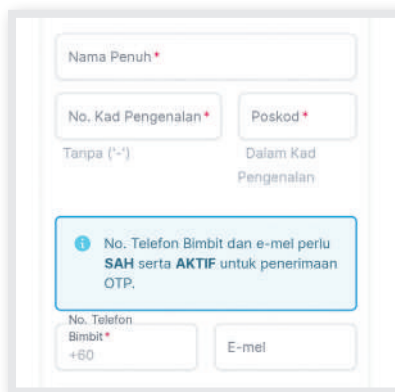 Nama Penuh *
No. Kad Pengenalan * Poskod *
Tanpa ('-') Dalam Kad
Pengenalan
No. Telefon Bimbit dan e-mel perlu
SAH serta AKTIF untuk penerimaan
OTP.
No. Telefon
Bimbit *
+60
E-mel